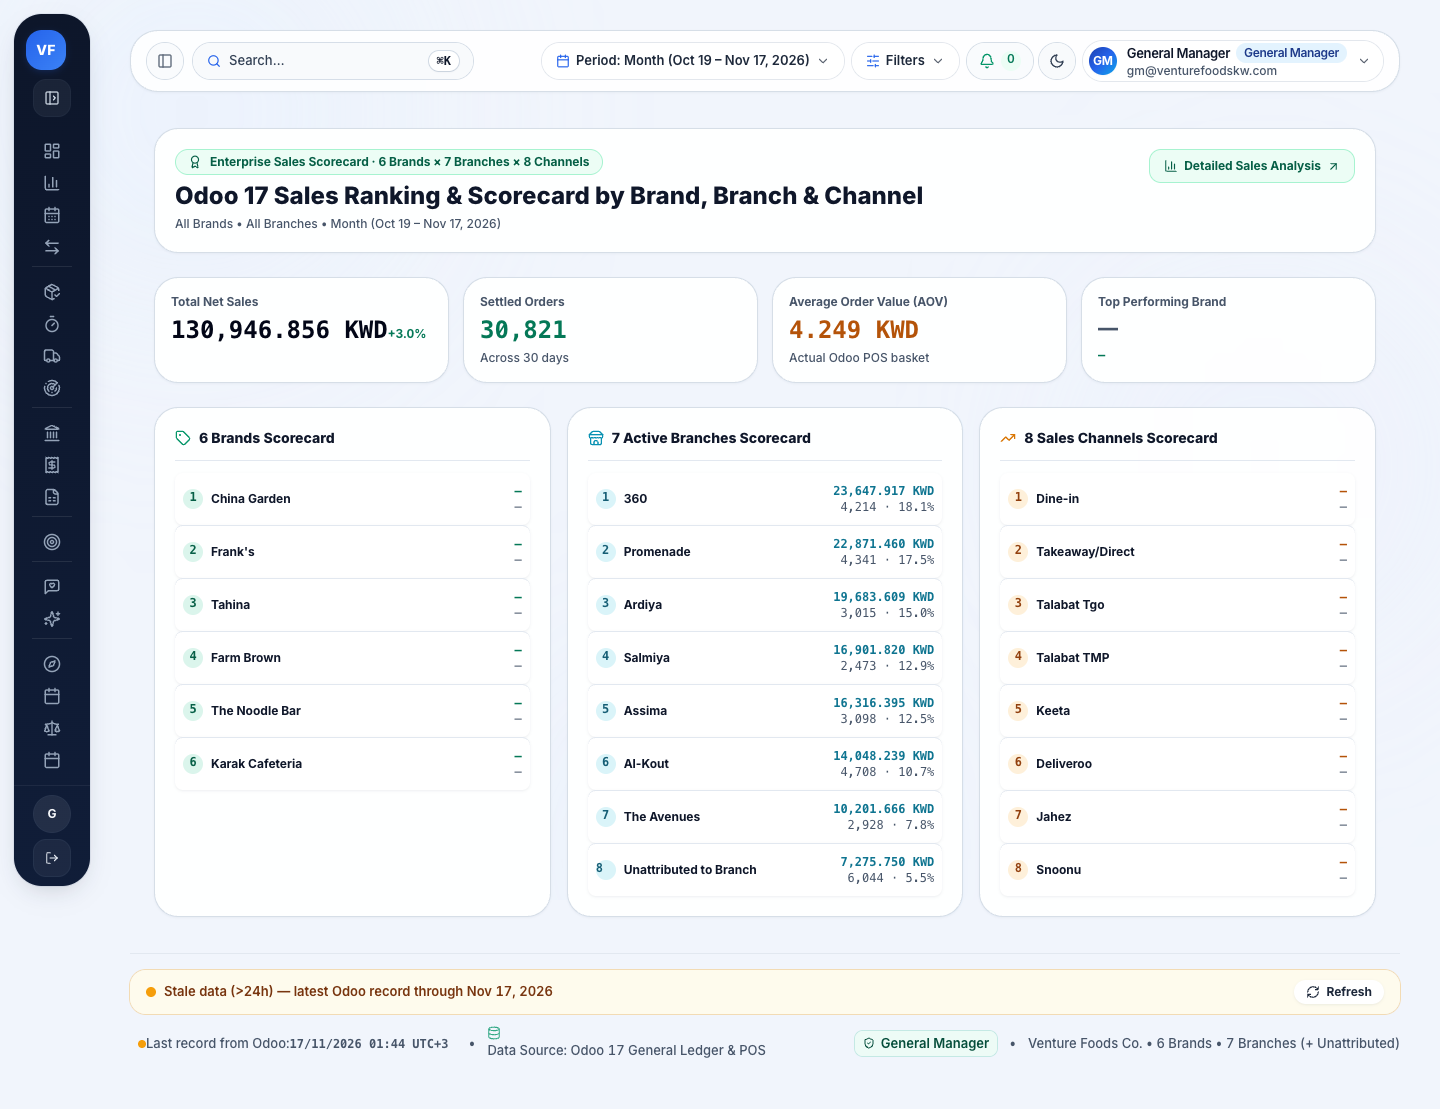 VF
Search...
⌘K
Period: Month (Oct 19 – Nov 17, 2026)
Filters
0
GM
General Manager
General Manager
gm@venturefoodskw.com
Enterprise Sales Scorecard · 6 Brands × 7 Branches × 8 Channels
Detailed Sales Analysis
Odoo 17 Sales Ranking & Scorecard by Brand, Branch & Channel
All Brands • All Branches • Month (Oct 19 – Nov 17, 2026)
Total Net Sales
130,946.856 KWD+3.0%
Settled Orders
30,821
Across 30 days
Average Order Value (AOV)
4.249 KWD
Actual Odoo POS basket
Top Performing Brand
—
–
6 Brands Scorecard
1 China Garden –
–
2 Frank's –
–
3 Tahina –
–
4 Farm Brown –
–
5 The Noodle Bar –
–
6 Karak Cafeteria –
–
7 Active Branches Scorecard
1 360 23,647.917 KWD
4,214 · 18.1%
2 Promenade 22,871.460 KWD
4,341 · 17.5%
3 Ardiya 19,683.609 KWD
3,015 · 15.0%
4 Salmiya 16,901.820 KWD
2,473 · 12.9%
5 Assima 16,316.395 KWD
3,098 · 12.5%
6 Al-Kout 14,048.239 KWD
4,708 · 10.7%
7 The Avenues 10,201.666 KWD
2,928 · 7.8%
8 Unattributed to Branch 7,275.750 KWD
6,044 · 5.5%
8 Sales Channels Scorecard
1 Dine-in –
–
2 Takeaway/Direct –
–
3 Talabat Tgo –
–
4 Talabat TMP –
–
5 Keeta –
–
6 Deliveroo –
–
7 Jahez –
–
8 Snoonu –
–
G
Stale data (>24h) — latest Odoo record through Nov 17, 2026
Refresh
Last record from Odoo:17/11/2026 01:44 UTC+3
•
Data Source: Odoo 17 General Ledger & POS
General Manager
• Venture Foods Co. • 6 Brands • 7 Branches (+ Unattributed)